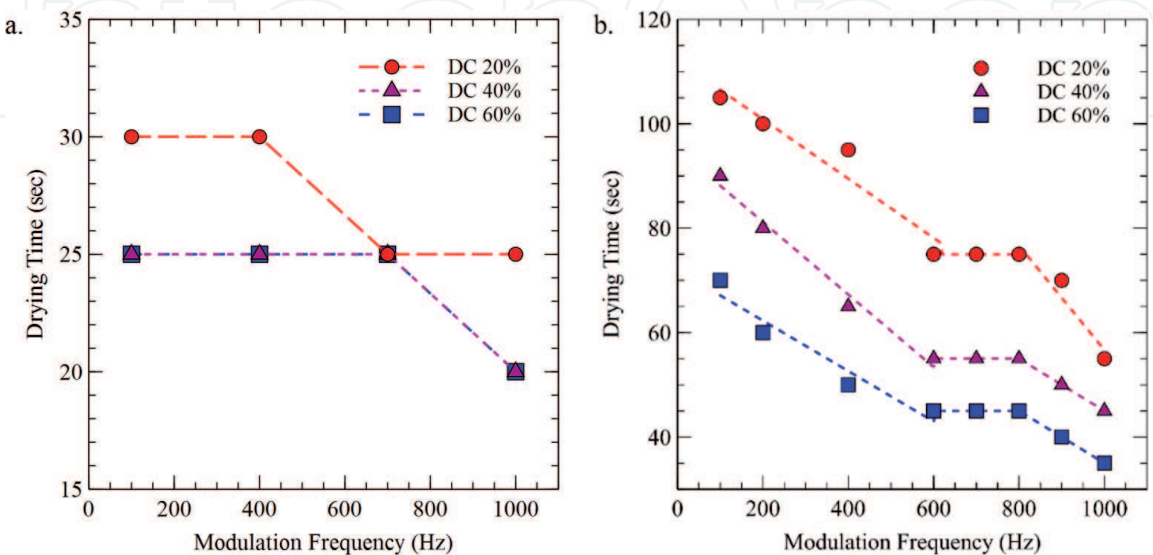 a.
35
30
25
20
15
Drying Time (sec)
DC 20%
DC 40%
DC 60%
0 200 400 600 800 1000
Modulation Frequency (Hz)
b.
120
100
80
60
40
Drying Time (sec)
DC 20%
DC 40%
DC 60%
0 200 400 600 800 1000
Modulation Frequency (Hz)